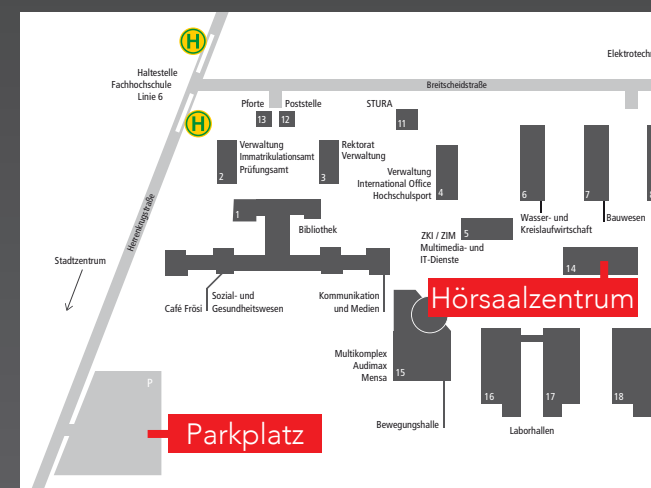 H
Elektrotechn
Haltestelle
Fachhochschule
Linie 6
Breitscheidstraße
Pforte
Poststelle
STURA
13
12
11
H
Verwaltung
Immatrikulationsamt
Prüfungsamt
2
Rektorat
Verwaltung
3
Verwaltung
International Office
Hochschulsport
4
6
7
8
Herrenkrugstraße
1
Bibliothek
Wasser- und
Kreislaufwirtschaft
Bauwesen
5
ZKI / ZIM
Multimedia- und
IT-Dienste
Stadtzentrum
14
Hörsaalzentrum
Café Frösi
Sozial- und
Gesundheitswesen
Kommunikation
und Medien
Multikomplex
Audimax
Mensa
15
P
16
17
18
Parkplatz
Bewegungshalle
Laborhallen